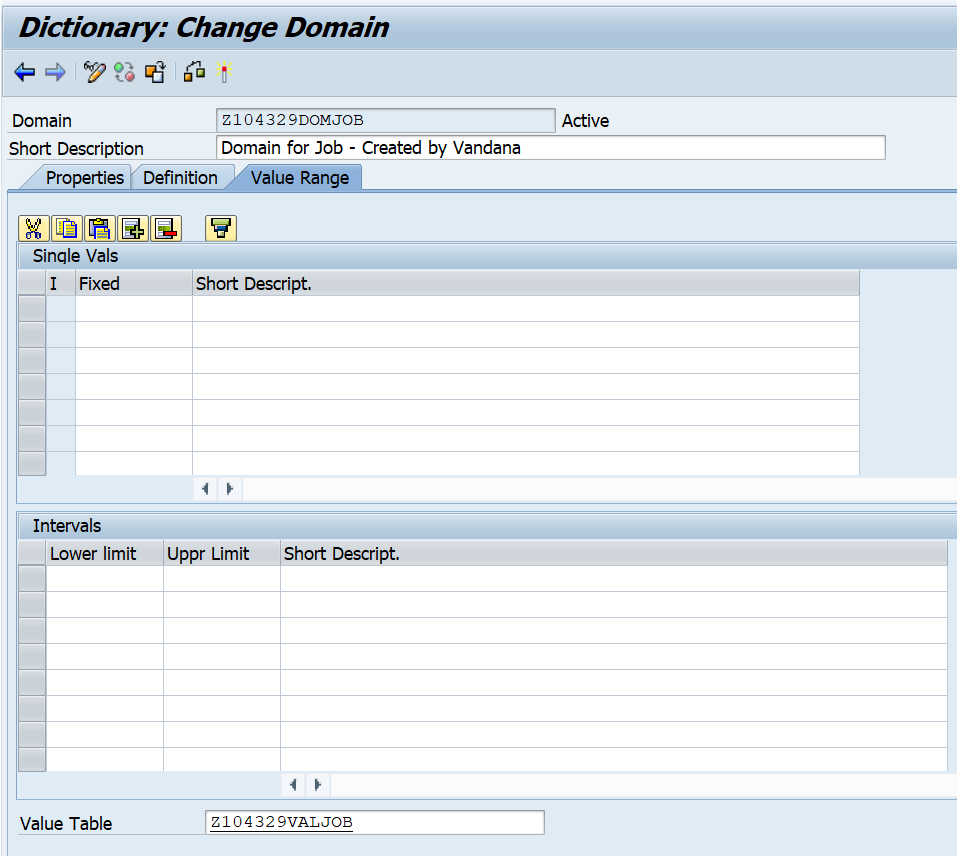 Dictionary: Change Domain
Domain Z104329DOMJOB Active
Short Description Domain for Job - Created by Vandana
Properties Definition Value Range
Single Vals
I Fixed Short Descript.
Intervals
Lower limit Uppr Limit Short Descript.
Value Table Z104329VALJOB